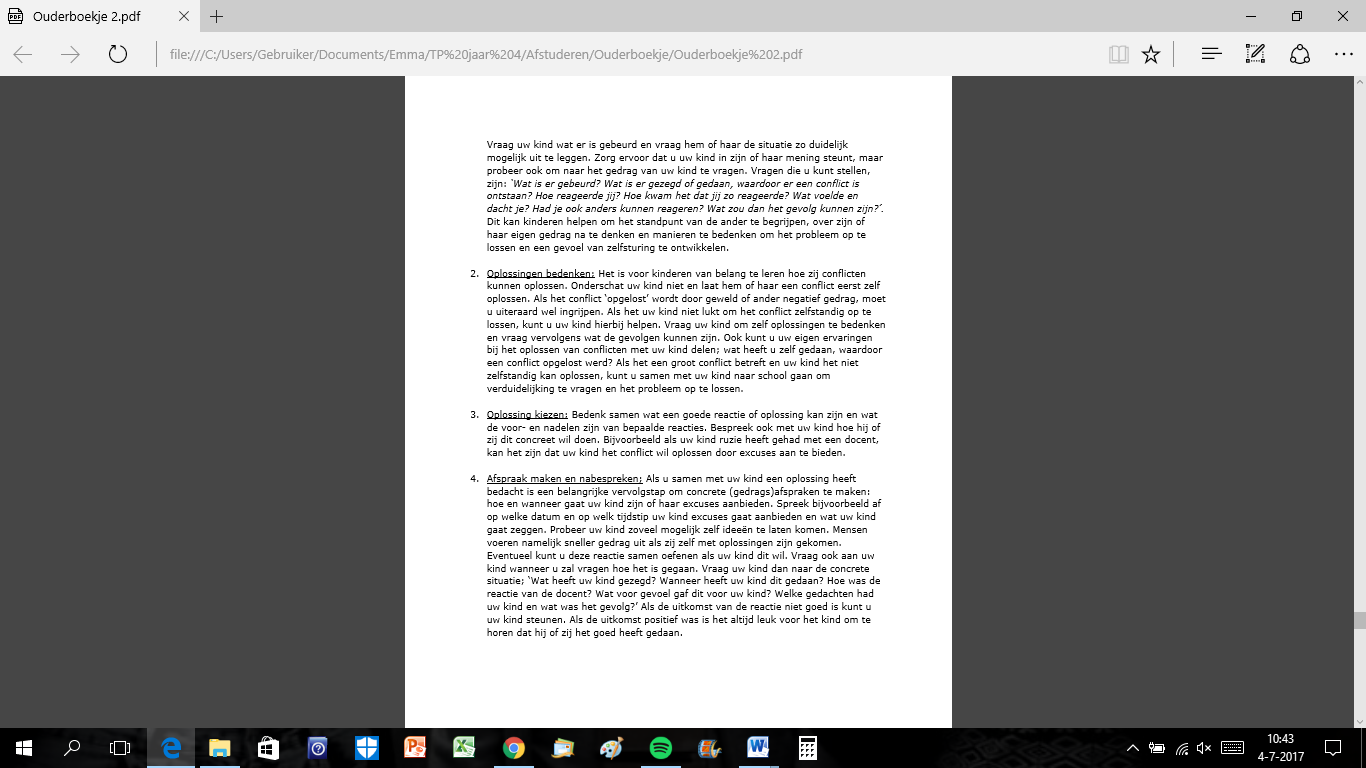 Ouderboekje 2.pdf
file:///C:/Users/Gebruiker/Documents/Emma/TP%20jaar%204/Afstuderen/Ouderboekje/Ouderboekje%202.pdf
Vraag uw kind wat er is gebeurd en vraag hem of haar de situatie zo duidelijk
mogelijk uit te leggen. Zorg ervoor dat u uw kind in zijn of haar mening steunt, maar
probeer ook om naar het gedrag van uw kind te vragen. Vragen die u kunt stellen,
zijn: ‘Wat is er gebeurd? Wat is er gezegd of gedaan, waardoor er een conflict is
ontstaan? Hoe reageerde jij? Hoe kwam het dat jij zo reageerde? Wat voelde en
dacht je? Had je ook anders kunnen reageren? Wat zou dan het gevolg kunnen zijn?’.
Dit kan kinderen helpen om het standpunt van de ander te begrijpen, over zijn of
haar eigen gedrag na te denken en manieren te bedenken om het probleem op te
lossen en een gevoel van zelfsturing te ontwikkelen.
2. Oplossingen bedenken: Het is voor kinderen van belang te leren hoe zij conflicten
kunnen oplossen. Onderschat uw kind niet en laat hem of haar een conflict eerst zelf
oplossen. Als het conflict ‘opgelost’ wordt door geweld of ander negatief gedrag, moet
u uiteraard wel ingrijpen. Als het uw kind niet lukt om het conflict zelfstandig op te
lossen, kunt u uw kind hierbij helpen. Vraag uw kind om zelf oplossingen te bedenken
en vraag vervolgens wat de gevolgen kunnen zijn. Ook kunt u uw eigen ervaringen
bij het oplossen van conflicten met uw kind delen; wat heeft u zelf gedaan, waardoor
een conflict opgelost werd? Als het een groot conflict betreft en uw kind het niet
zelfstandig kan oplossen, kunt u samen met uw kind naar school gaan om
verduidelijking te vragen en het probleem op te lossen.
3. Oplossing kiezen: Bedenk samen wat een goede reactie of oplossing kan zijn en wat
de voor- en nadelen zijn van bepaalde reacties. Bespreek ook met uw kind hoe hij of
zij dit concreet wil doen. Bijvoorbeeld als uw kind ruzie heeft gehad met een docent,
kan het zijn dat uw kind het conflict wil oplossen door excuses aan te bieden.
4. Afspraak maken en nabespreken: Als u samen met uw kind een oplossing heeft
bedacht is een belangrijke vervolgstap om concrete (gedrags)afspraken te maken:
hoe en wanneer gaat uw kind zijn of haar excuses aanbieden. Spreek bijvoorbeeld af
op welke datum en op welk tijdstip uw kind excuses gaat aanbieden en wat uw kind
gaat zeggen. Probeer uw kind zoveel mogelijk zelf ideeën te laten komen. Mensen
voeren namelijk sneller gedrag uit als zij zelf met oplossingen zijn gekomen.
Eventueel kunt u deze reactie samen oefenen als uw kind dit wil. Vraag ook aan uw
kind wanneer u zal vragen hoe het is gegaan. Vraag uw kind dan naar de concrete
situatie; ‘Wat heeft uw kind gezegd? Wanneer heeft uw kind dit gedaan? Hoe was de
reactie van de docent? Wat voor gevoel gaf dit voor uw kind? Welke gedachten had
uw kind en wat was het gevolg?’ Als de uitkomst van de reactie niet goed is kunt u
uw kind steunen. Als de uitkomst positief was is het altijd leuk voor het kind om te
horen dat hij of zij het goed heeft gedaan.
10:43
4-7-2017